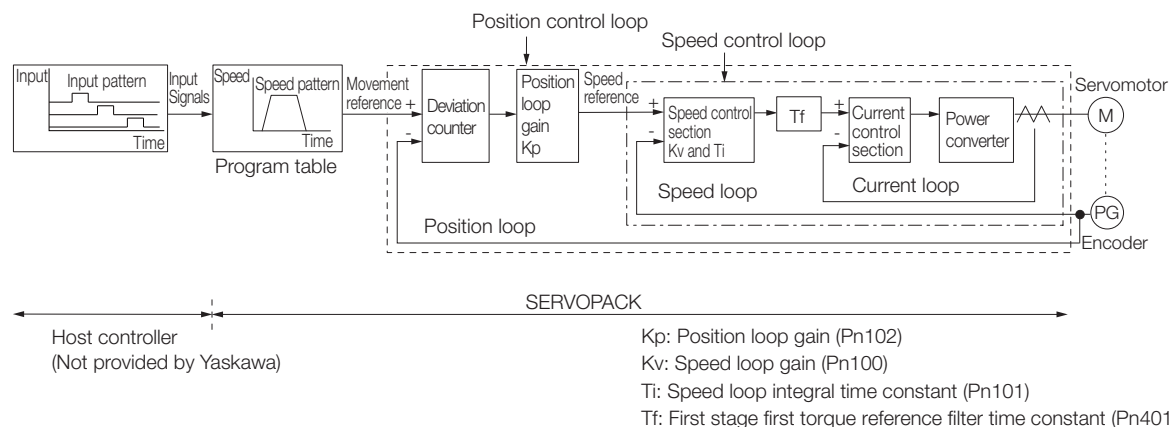 Position control loop
Speed control loop
Input
Input pattern
Time
Input
Signals
Speed
Speed pattern
Time
Program table
Movement
reference
+
-
Deviation
counter
Position
loop
gain
Kp
Speed
reference
+
-
Speed control
section
Kv and Ti
Tf
+
-
Current
control
section
Power
converter
Servomotor
M
Speed loop
Current loop
Position loop
PG
Encoder
SERVOPACK
Host controller
(Not provided by Yaskawa)
Kp: Position loop gain (Pn102)
Kv: Speed loop gain (Pn100)
Ti: Speed loop integral time constant (Pn101)
Tf: First stage first torque reference filter time constant (Pn401